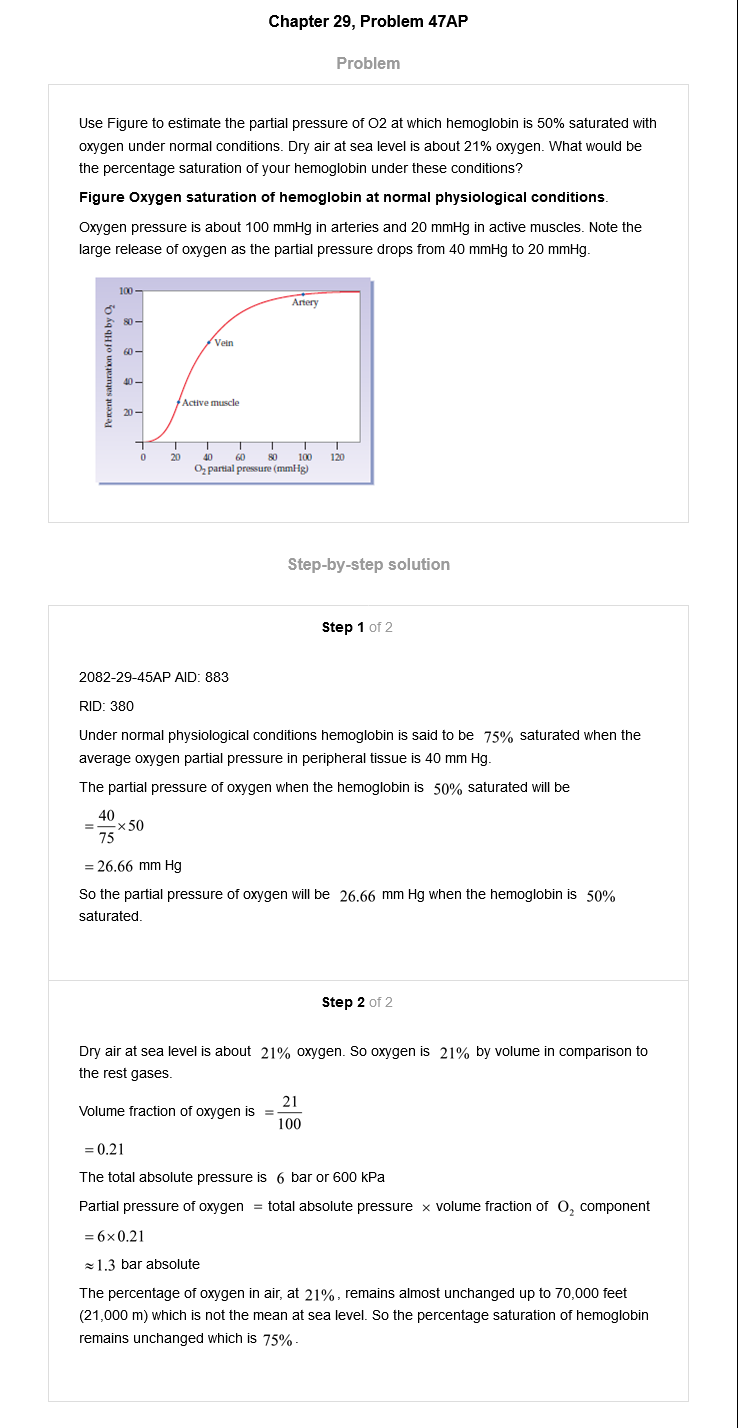 Chapter 29, Problem 47AP
Problem
Use Figure to estimate the partial pressure of O2 at which hemoglobin is 50% saturated with
oxygen under normal conditions. Dry air at sea level is about 21% oxygen. What would be
the percentage saturation of your hemoglobin under these conditions?
Figure Oxygen saturation of hemoglobin at normal physiological conditions.
Oxygen pressure is about 100 mmHg in arteries and 20 mmHg in active muscles. Note the
large release of oxygen as the partial pressure drops from 40 mmHg to 20 mmHg.
Percent saturation of Hb by O₂
100
80
60
40
20
Artery
Vein
Active muscle
0 20 40 60 80 100 120
O₂ partial pressure (mmHg)
Step-by-step solution
Step 1 of 2
2082-29-45AP AID: 883
RID: 380
Under normal physiological conditions hemoglobin is said to be 75% saturated when the
average oxygen partial pressure in peripheral tissue is 40 mm Hg.
The partial pressure of oxygen when the hemoglobin is 50% saturated will be
= 40/75 × 50
= 26.66 mm Hg
So the partial pressure of oxygen will be 26.66 mm Hg when the hemoglobin is 50%
saturated.
Step 2 of 2
Dry air at sea level is about 21% oxygen. So oxygen is 21% by volume in comparison to
the rest gases.
Volume fraction of oxygen is = 21/100
= 0.21
The total absolute pressure is 6 bar or 600 kPa
Partial pressure of oxygen = total absolute pressure × volume fraction of O₂ component
= 6×0.21
≈ 1.3 bar absolute
The percentage of oxygen in air, at 21%, remains almost unchanged up to 70,000 feet
(21,000 m) which is not the mean at sea level. So the percentage saturation of hemoglobin
remains unchanged which is 75%.